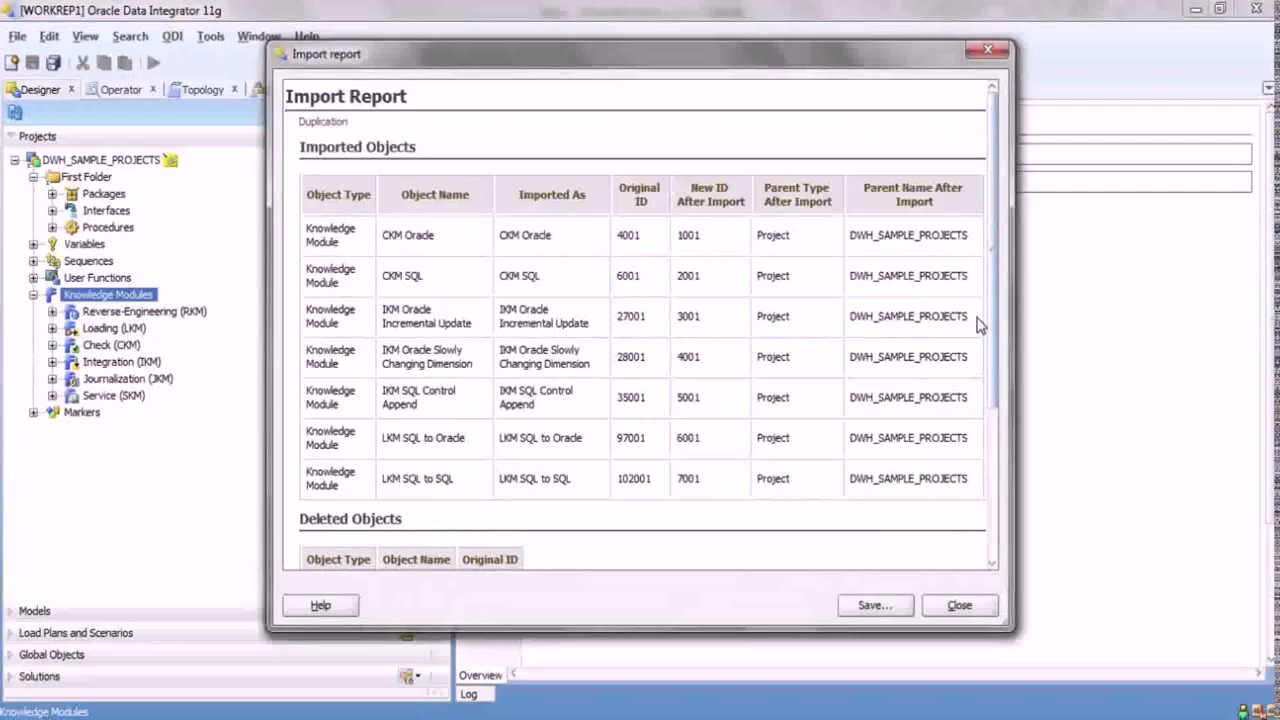 [WORKREP1] Oracle Data Integrator 11g
File Edit View Search ODI Tools Window Help
Import report
Designer x Operator x Topology x
Import Report
Duplication
Projects
Imported Objects
DWH_SAMPLE_PROJECTS
First Folder
Packages
Interfaces
Procedures
Variables
Sequences
User Functions
Knowledge Modules
Reverse-Engineering (RKM)
Loading (LKM)
Check (CKM)
Integration (IKM)
Journalization (JKM)
Service (SKM)
Markers
Object Type Object Name Imported As Original ID New ID After Import Parent Type After Import Parent Name After Import
Knowledge Module CKM Oracle CKM Oracle 4001 1001 Project DWH_SAMPLE_PROJECTS
Knowledge Module CKM SQL CKM SQL 6001 2001 Project DWH_SAMPLE_PROJECTS
Knowledge Module IKM Oracle Incremental Update IKM Oracle Incremental Update 27001 3001 Project DWH_SAMPLE_PROJECTS
Knowledge Module IKM Oracle Slowly Changing Dimension IKM Oracle Slowly Changing Dimension 28001 4001 Project DWH_SAMPLE_PROJECTS
Knowledge Module IKM SQL Control Append IKM SQL Control Append 35001 5001 Project DWH_SAMPLE_PROJECTS
Knowledge Module LKM SQL to Oracle LKM SQL to Oracle 97001 6001 Project DWH_SAMPLE_PROJECTS
Knowledge Module LKM SQL to SQL LKM SQL to SQL 102001 7001 Project DWH_SAMPLE_PROJECTS
Deleted Objects
Object Type Object Name Original ID
Help Save... Close
Models
Load Plans and Scenarios
Global Objects
Solutions
Overview
Log
Knowledge Modules